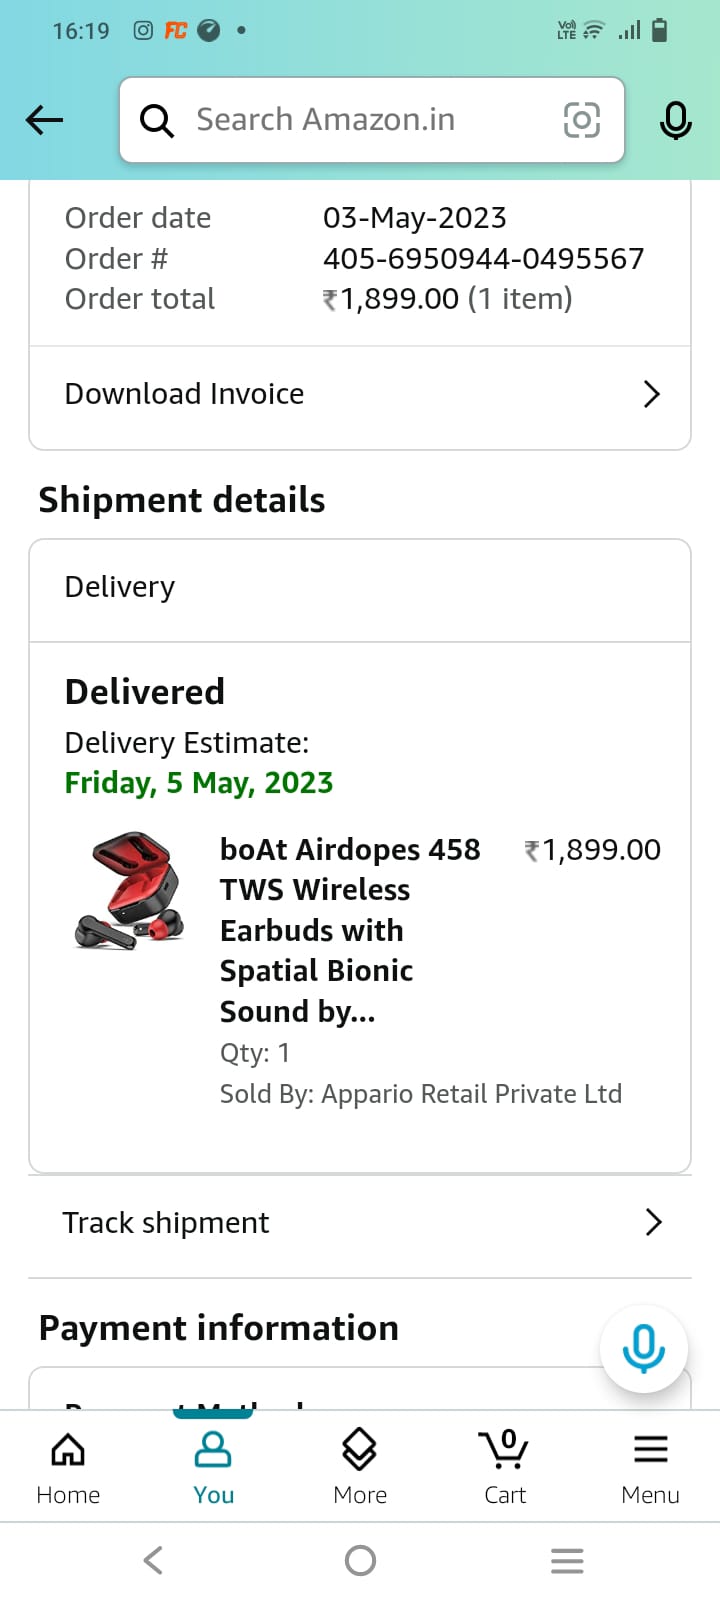 16:19 FC Vo) LTE
Search Amazon.in
Order date 03-May-2023
Order # 405-6950944-0495567
Order total ₹1,899.00 (1 item)
Download Invoice
Shipment details
Delivery
Delivered
Delivery Estimate:
Friday, 5 May, 2023
boAt Airdopes 458 ₹1,899.00
TWS Wireless
Earbuds with
Spatial Bionic
Sound by...
Qty: 1
Sold By: Appario Retail Private Ltd
Track shipment
Payment information
0
Home You More Cart Menu